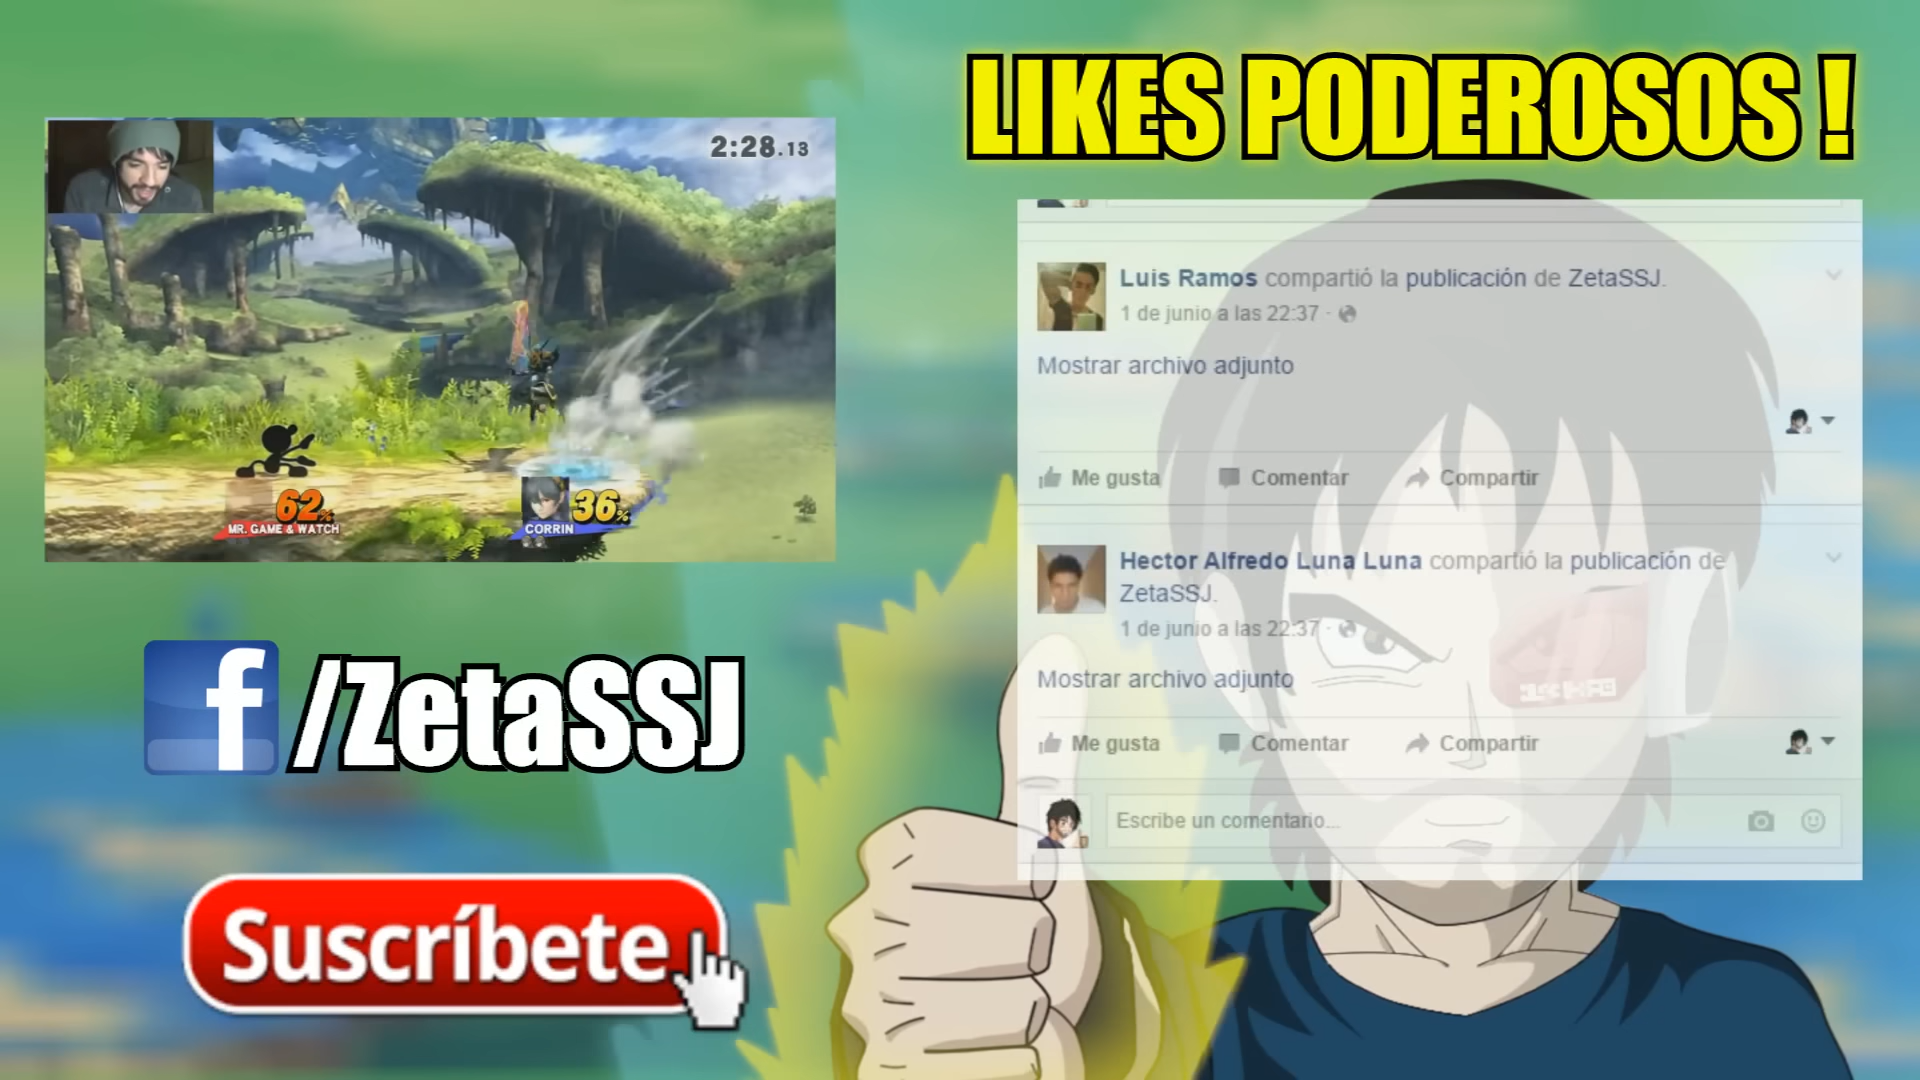 LIKES PODEROSOS !
2:28.13
62%
MR. GAME & WATCH
36%
CORRIN
Luis Ramos compartió la publicación de ZetaSSJ.
1 de junio a las 22:37 ·
Mostrar archivo adjunto
Me gusta Comentar Compartir
Hector Alfredo Luna Luna compartió la publicación de
ZetaSSJ.
1 de junio a las 22:37 ·
Mostrar archivo adjunto
Me gusta Comentar Compartir
Escribe un comentario...
f /ZetaSSJ
Suscríbete